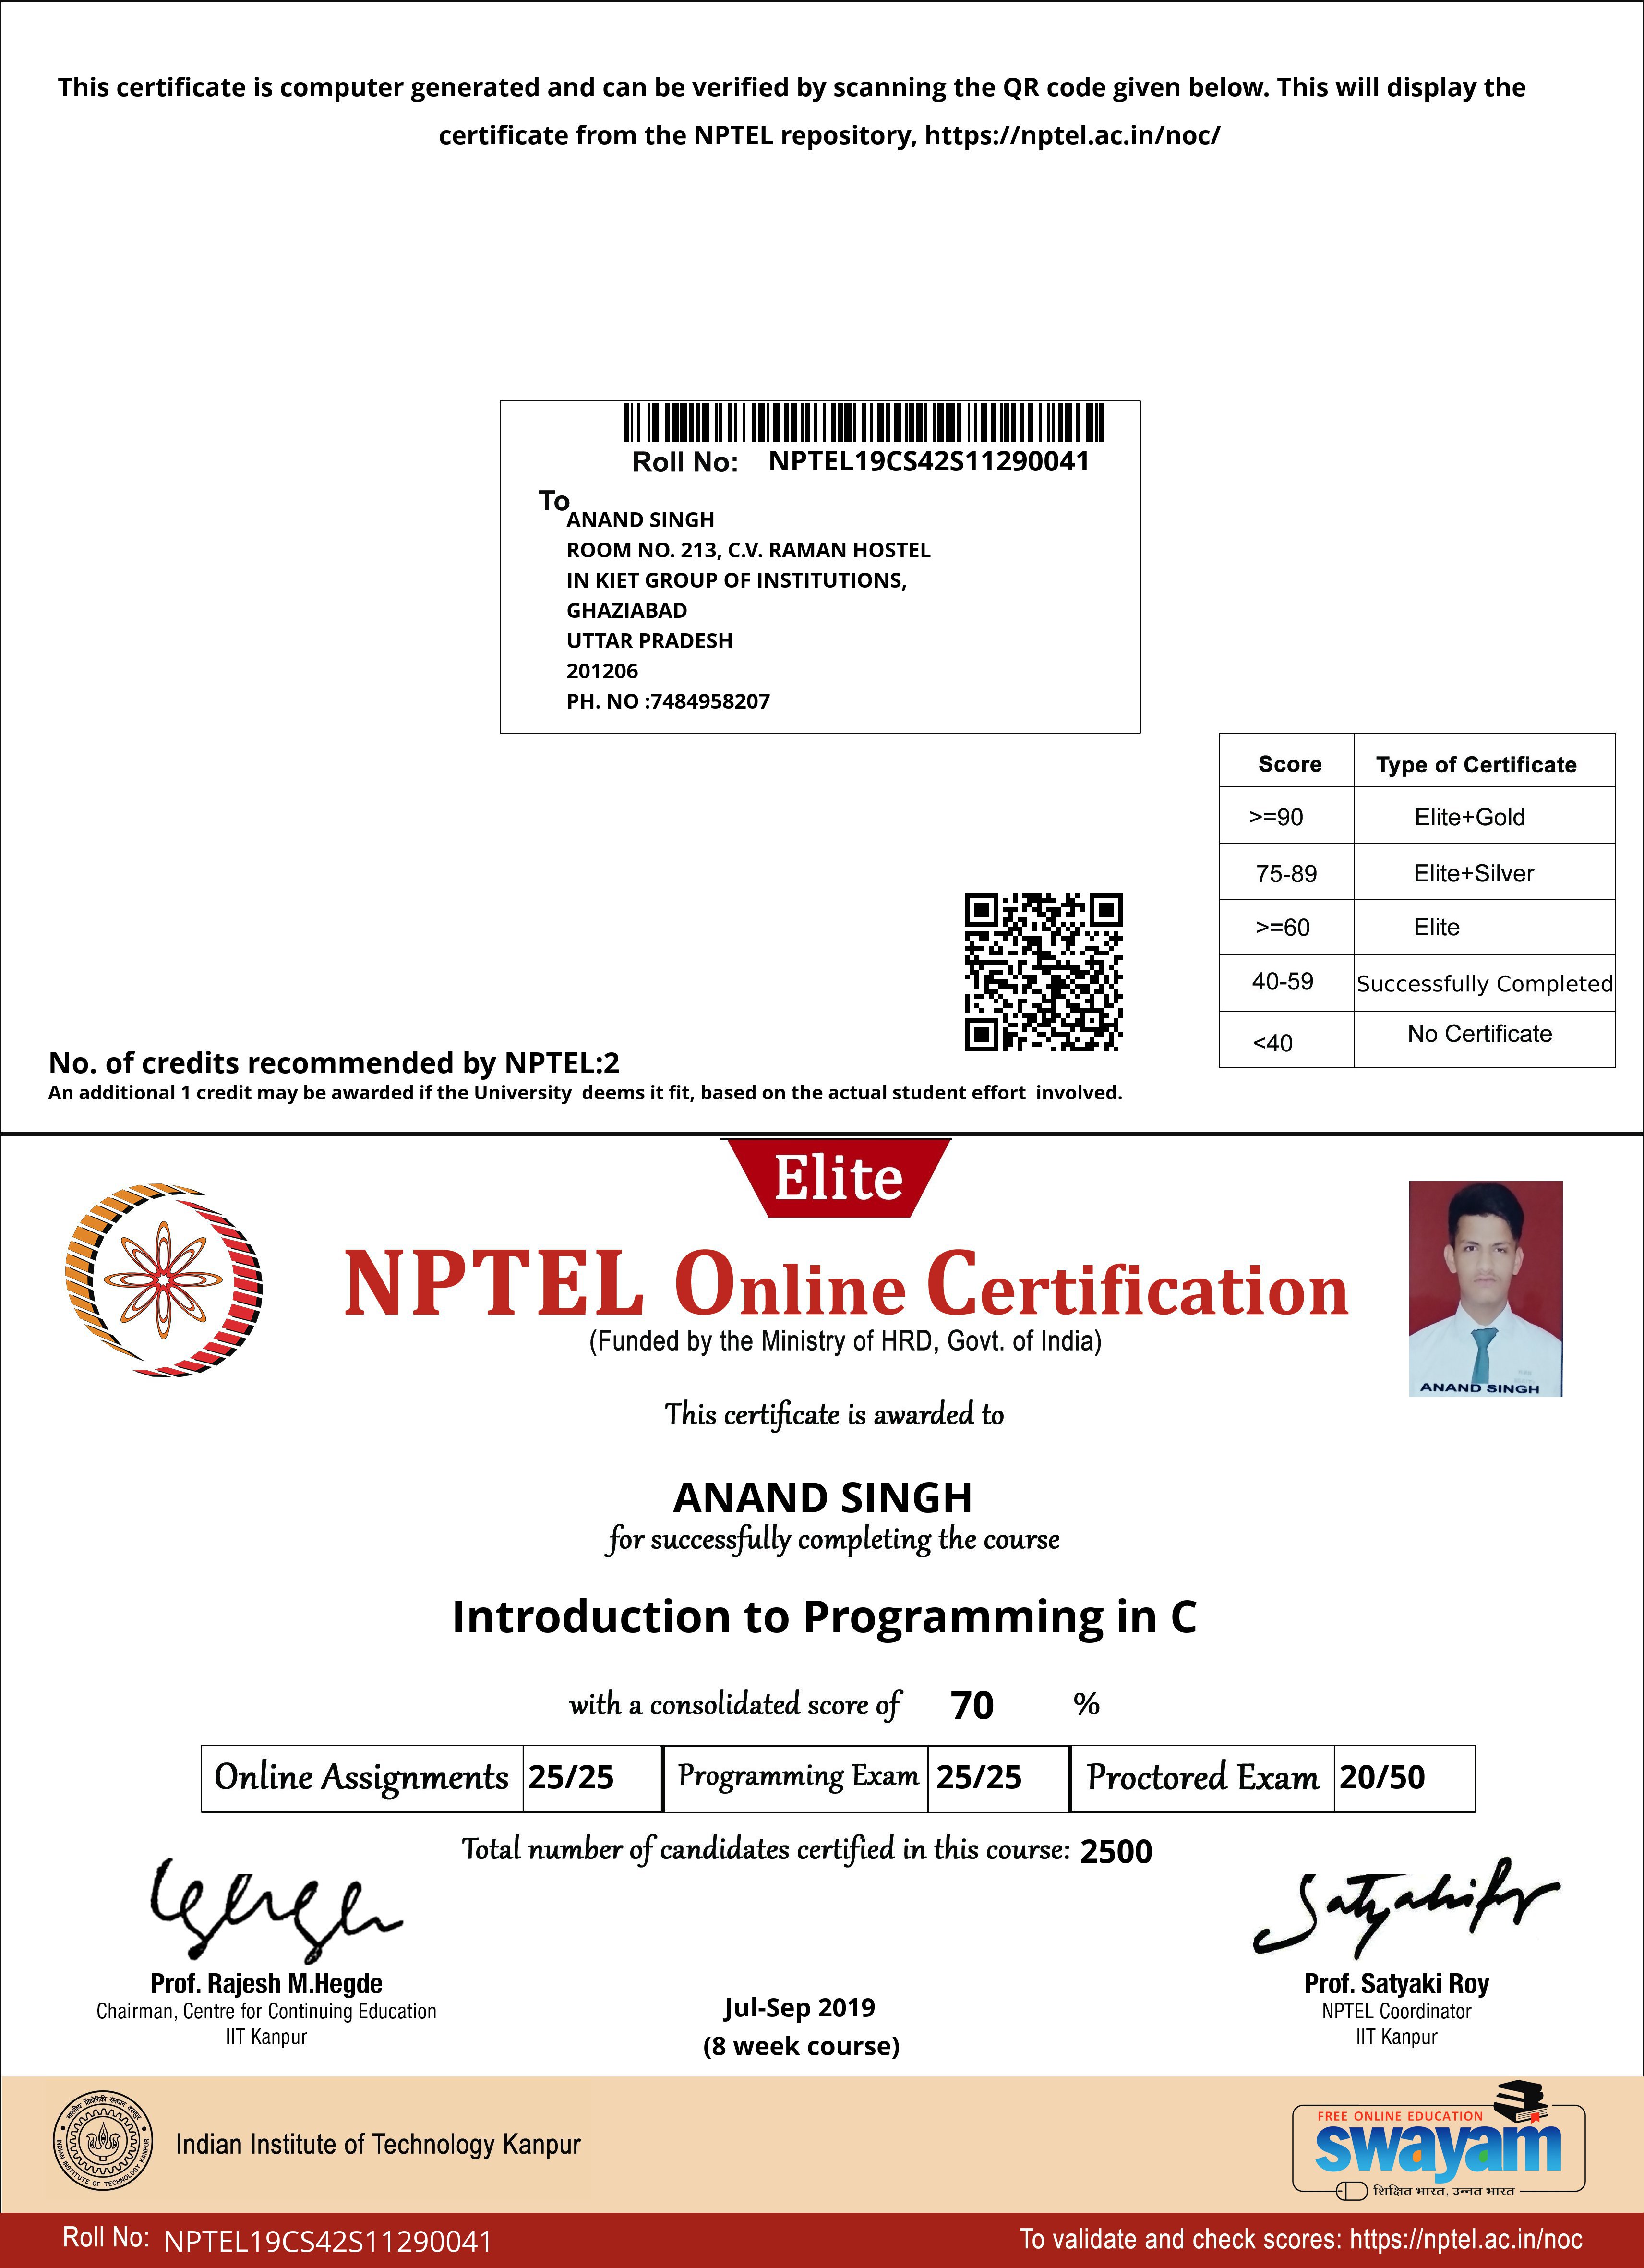 This certificate is computer generated and can be verified by scanning the QR code given below. This will display the
certificate from the NPTEL repository, https://nptel.ac.in/noc/
Roll No: NPTEL19CS42S11290041
To
ANAND SINGH
ROOM NO. 213, C.V. RAMAN HOSTEL
IN KIET GROUP OF INSTITUTIONS,
GHAZIABAD
UTTAR PRADESH
201206
PH. NO :7484958207
Score Type of Certificate
>=90 Elite+Gold
75-89 Elite+Silver
>=60 Elite
40-59 Successfully Completed
<40 No Certificate
No. of credits recommended by NPTEL:2
An additional 1 credit may be awarded if the University deems it fit, based on the actual student effort involved.
Elite
NPTEL Online Certification
(Funded by the Ministry of HRD, Govt. of India)
ANAND SINGH
This certificate is awarded to
ANAND SINGH
for successfully completing the course
Introduction to Programming in C
with a consolidated score of 70 %
Online Assignments 25/25 Programming Exam 25/25 Proctored Exam 20/50
Total number of candidates certified in this course: 2500
Prof. Rajesh M.Hegde
Chairman, Centre for Continuing Education
IIT Kanpur
Jul-Sep 2019
(8 week course)
Prof. Satyaki Roy
NPTEL Coordinator
IIT Kanpur
INDIAN INSTITUTE OF TECHNOLOGY KANPUR
Indian Institute of Technology Kanpur
FREE ONLINE EDUCATION
swayam
शिक्षित भारत, उन्नत भारत
Roll No: NPTEL19CS42S11290041
To validate and check scores: https://nptel.ac.in/noc